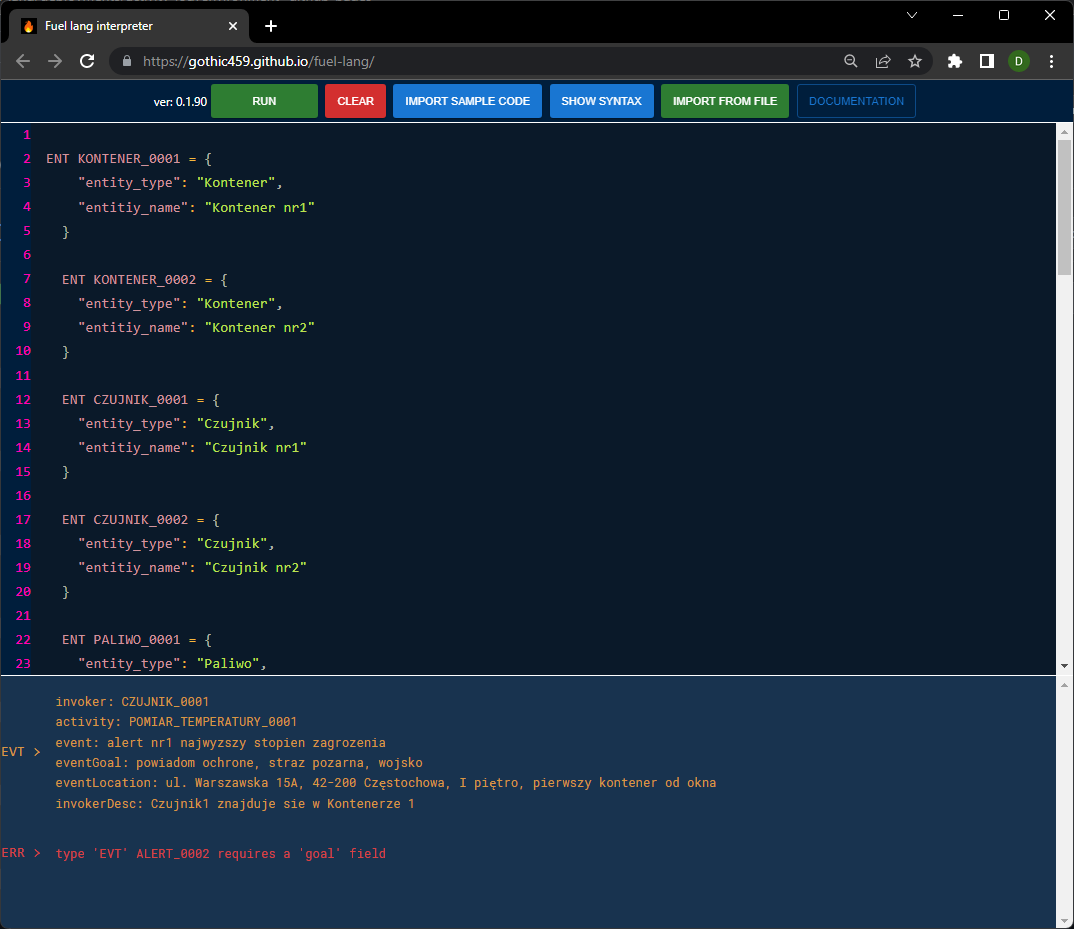 Fuel lang interpreter
https://gothic459.github.io/fuel-lang/
D
ver: 0.1.90 RUN CLEAR IMPORT SAMPLE CODE SHOW SYNTAX IMPORT FROM FILE DOCUMENTATION
1
2 ENT KONTENER_0001 = {
3 "entity_type": "Kontener",
4 "entitiy_name": "Kontener nr1"
5 }
6
7 ENT KONTENER_0002 = {
8 "entity_type": "Kontener",
9 "entitiy_name": "Kontener nr2"
10 }
11
12 ENT CZUJNIK_0001 = {
13 "entity_type": "Czujnik",
14 "entitiy_name": "Czujnik nr1"
15 }
16
17 ENT CZUJNIK_0002 = {
18 "entity_type": "Czujnik",
19 "entitiy_name": "Czujnik nr2"
20 }
21
22 ENT PALIWO_0001 = {
23 "entity_type": "Paliwo",
invoker: CZUJNIK_0001
activity: POMIAR_TEMPERATURY_0001
event: alert nr1 najwyzszy stopien zagrozenia
EVT >
eventGoal: powiadom ochrone, straz pozarna, wojsko
eventLocation: ul. Warszawska 15A, 42-200 Częstochowa, I piętro, pierwszy kontener od okna
invokerDesc: Czujnik1 znajduje sie w Kontenerze 1
ERR > type 'EVT' ALERT_0002 requires a 'goal' field